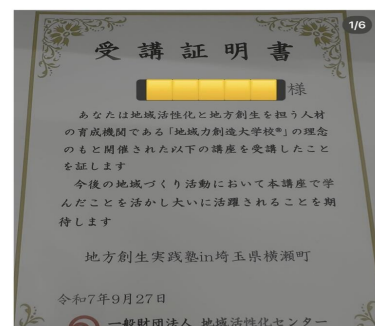 1/6
受講証明書
様
あなたは地域活性化と地方創生を担う人材
の育成機関である「地域力創造大学校®」の理念
のもと開催された以下の講座を受講したこと
を証します
今後の地域づくり活動において本講座で学
んだことを活かし大いに活躍されることを期
待します
地方創生実践塾in埼玉県横瀬町
令和7年9月27日
一般財団法人 地域活性化センター